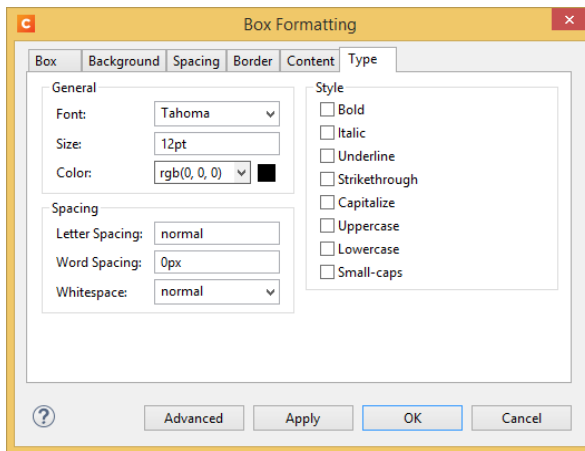 C
Box Formatting
Box Background Spacing Border Content Type
General
Font: Tahoma
Size: 12pt
Color: rgb(0, 0, 0)
Spacing
Letter Spacing: normal
Word Spacing: 0px
Whitespace: normal
Style
Bold
Italic
Underline
Strikethrough
Capitalize
Uppercase
Lowercase
Small-caps
? Advanced Apply OK Cancel